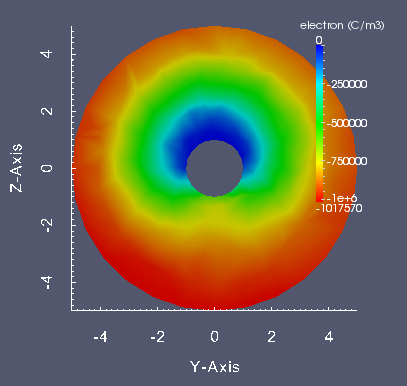 electron (C/m3)
0
-250000
-500000
-750000
-1e+6
-1017570
4
2
0
-2
-4
Z-Axis
-4 -2 0 2 4
Y-Axis